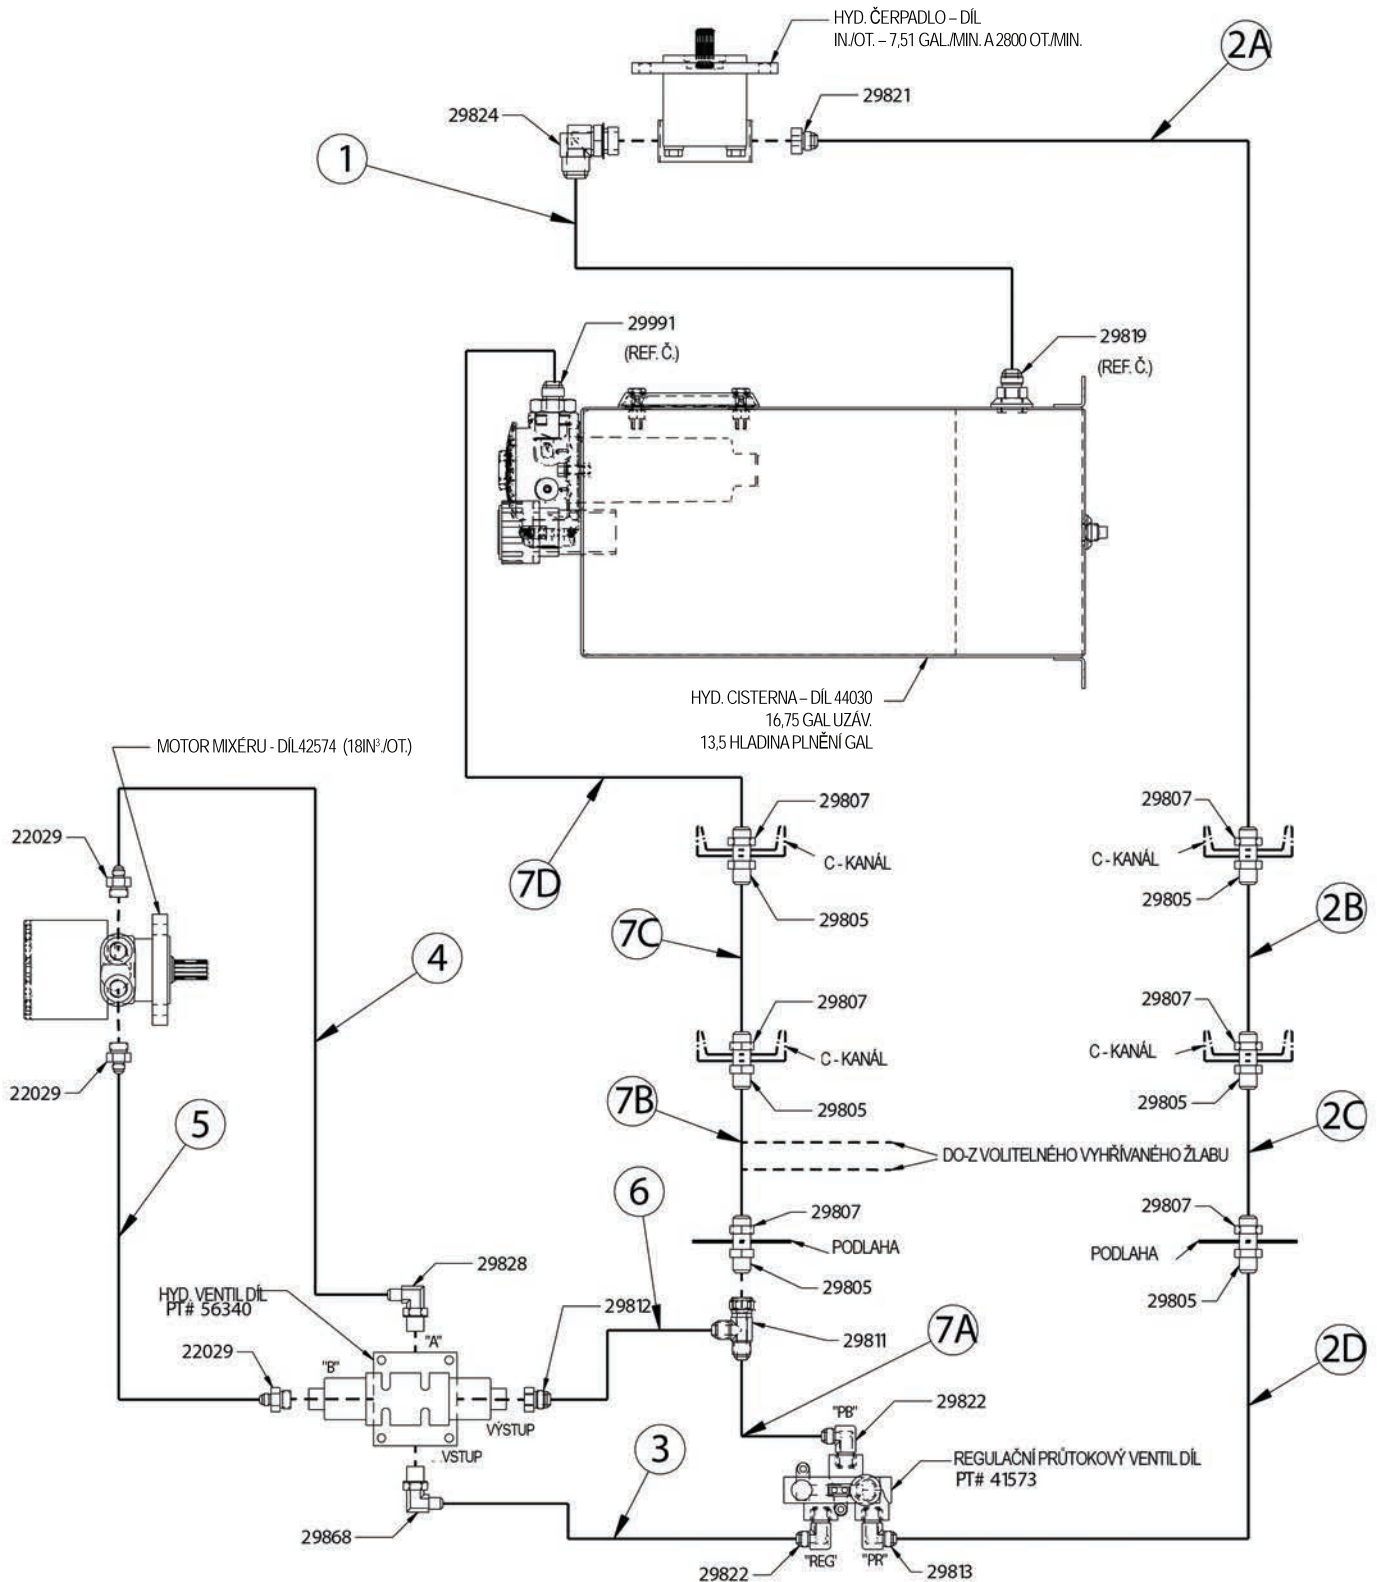 HYD. ČERPADLO – DÍL
IN./OT. – 7,51 GAL./MIN. A 2800 OT./MIN.
2A
29821
29824
1
29991
(REF. Č.)
29819
(REF. Č.)
HYD. CISTERNA – DÍL 44030
16,75 GAL UZÁV.
13,5 HLADINA PLNĚNÍ GAL
MOTOR MIXÉRU - DÍL42574 (18IN³./OT.)
22029
29807
C - KANÁL
29805
29807
C - KANÁL
29805
7D
7C
2B
4
29807
C - KANÁL
29805
29807
C - KANÁL
29805
22029
5
7B
2C
DO-Z VOLITELNÉHO VYHŘÍVANÉHO ŽLABU
6
29807
PODLAHA
29805
29807
PODLAHA
29805
29828
HYD. VENTIL DÍL
PT# 56340
29812
29811
7A
2D
22029
"B"
"A"
VÝSTUP
VSTUP
29868
3
"PB"
29822
REGULAČNÍ PRŮTOKOVÝ VENTIL DÍL
PT# 41573
"REG'
"PR"
29822
29813